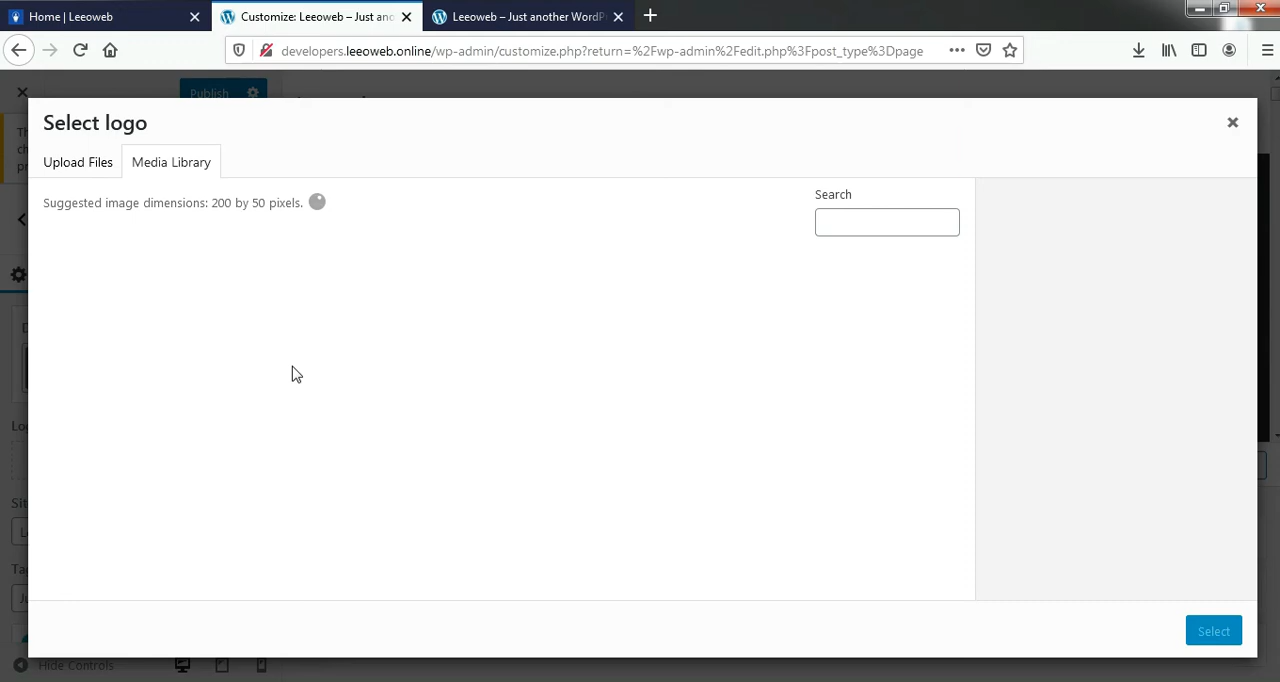 Home | Leeoweb
Customize: Leeoweb – Just ano
Leeoweb – Just another WordP
developers.leeoweb.online/wp-admin/customize.php?return=%2Fwp-admin%2Fedit.php%3Fpost_type%3Dpage
Publish
Select logo
Upload Files
Media Library
Suggested image dimensions: 200 by 50 pixels.
Search
Select
Hide Controls